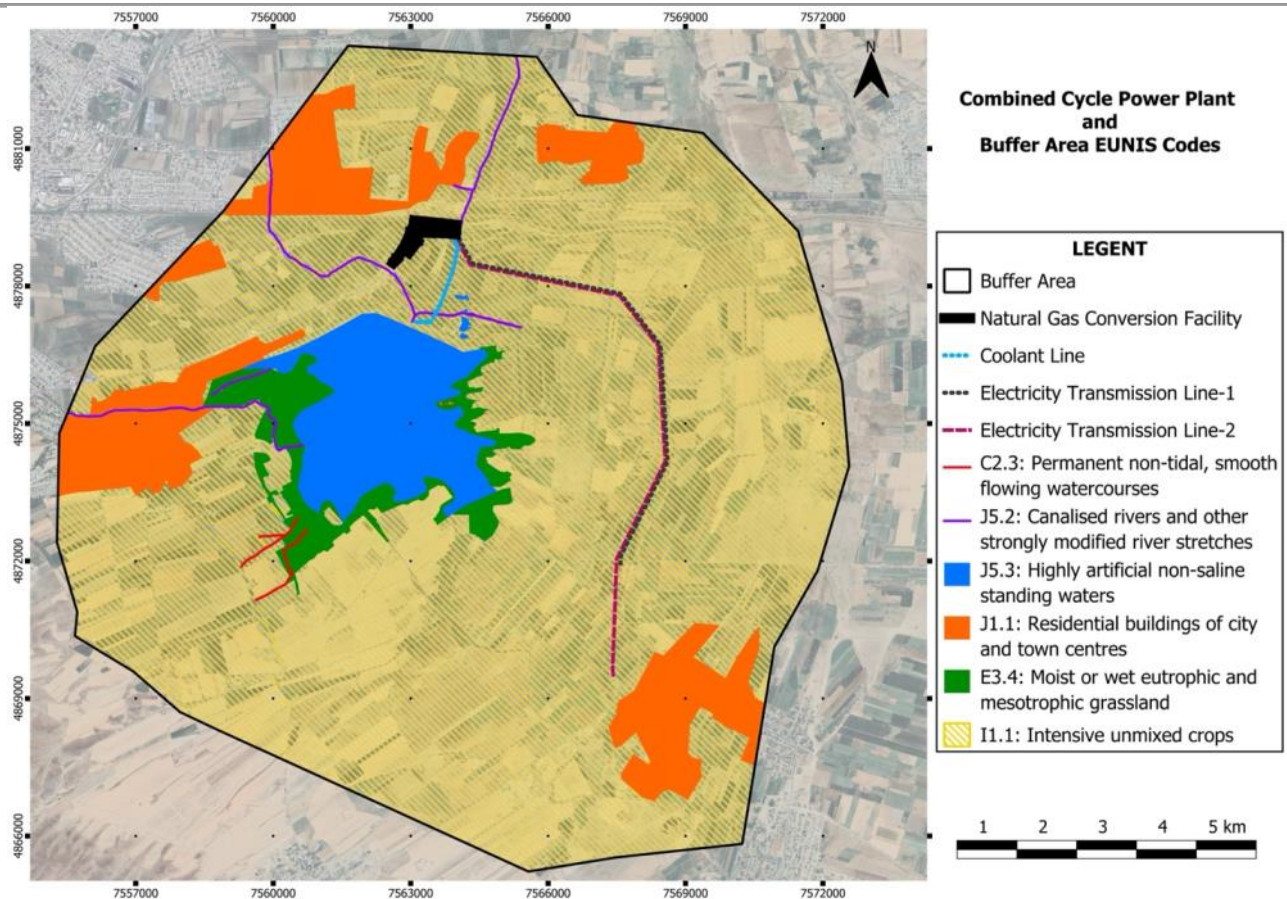 7557000 7560000 7563000 7566000 7569000 7572000
N
Combined Cycle Power Plant
and
Buffer Area EUNIS Codes
4881000
4878000
4875000
4872000
4869000
4866000
LEGENT
Buffer Area
Natural Gas Conversion Facility
Coolant Line
Electricity Transmission Line-1
Electricity Transmission Line-2
C2.3: Permanent non-tidal, smooth
flowing watercourses
J5.2: Canalised rivers and other
strongly modified river stretches
J5.3: Highly artificial non-saline
standing waters
J1.1: Residential buildings of city
and town centres
E3.4: Moist or wet eutrophic and
mesotrophic grassland
I1.1: Intensive unmixed crops
1 2 3 4 5 km
7557000 7560000 7563000 7566000 7569000 7572000